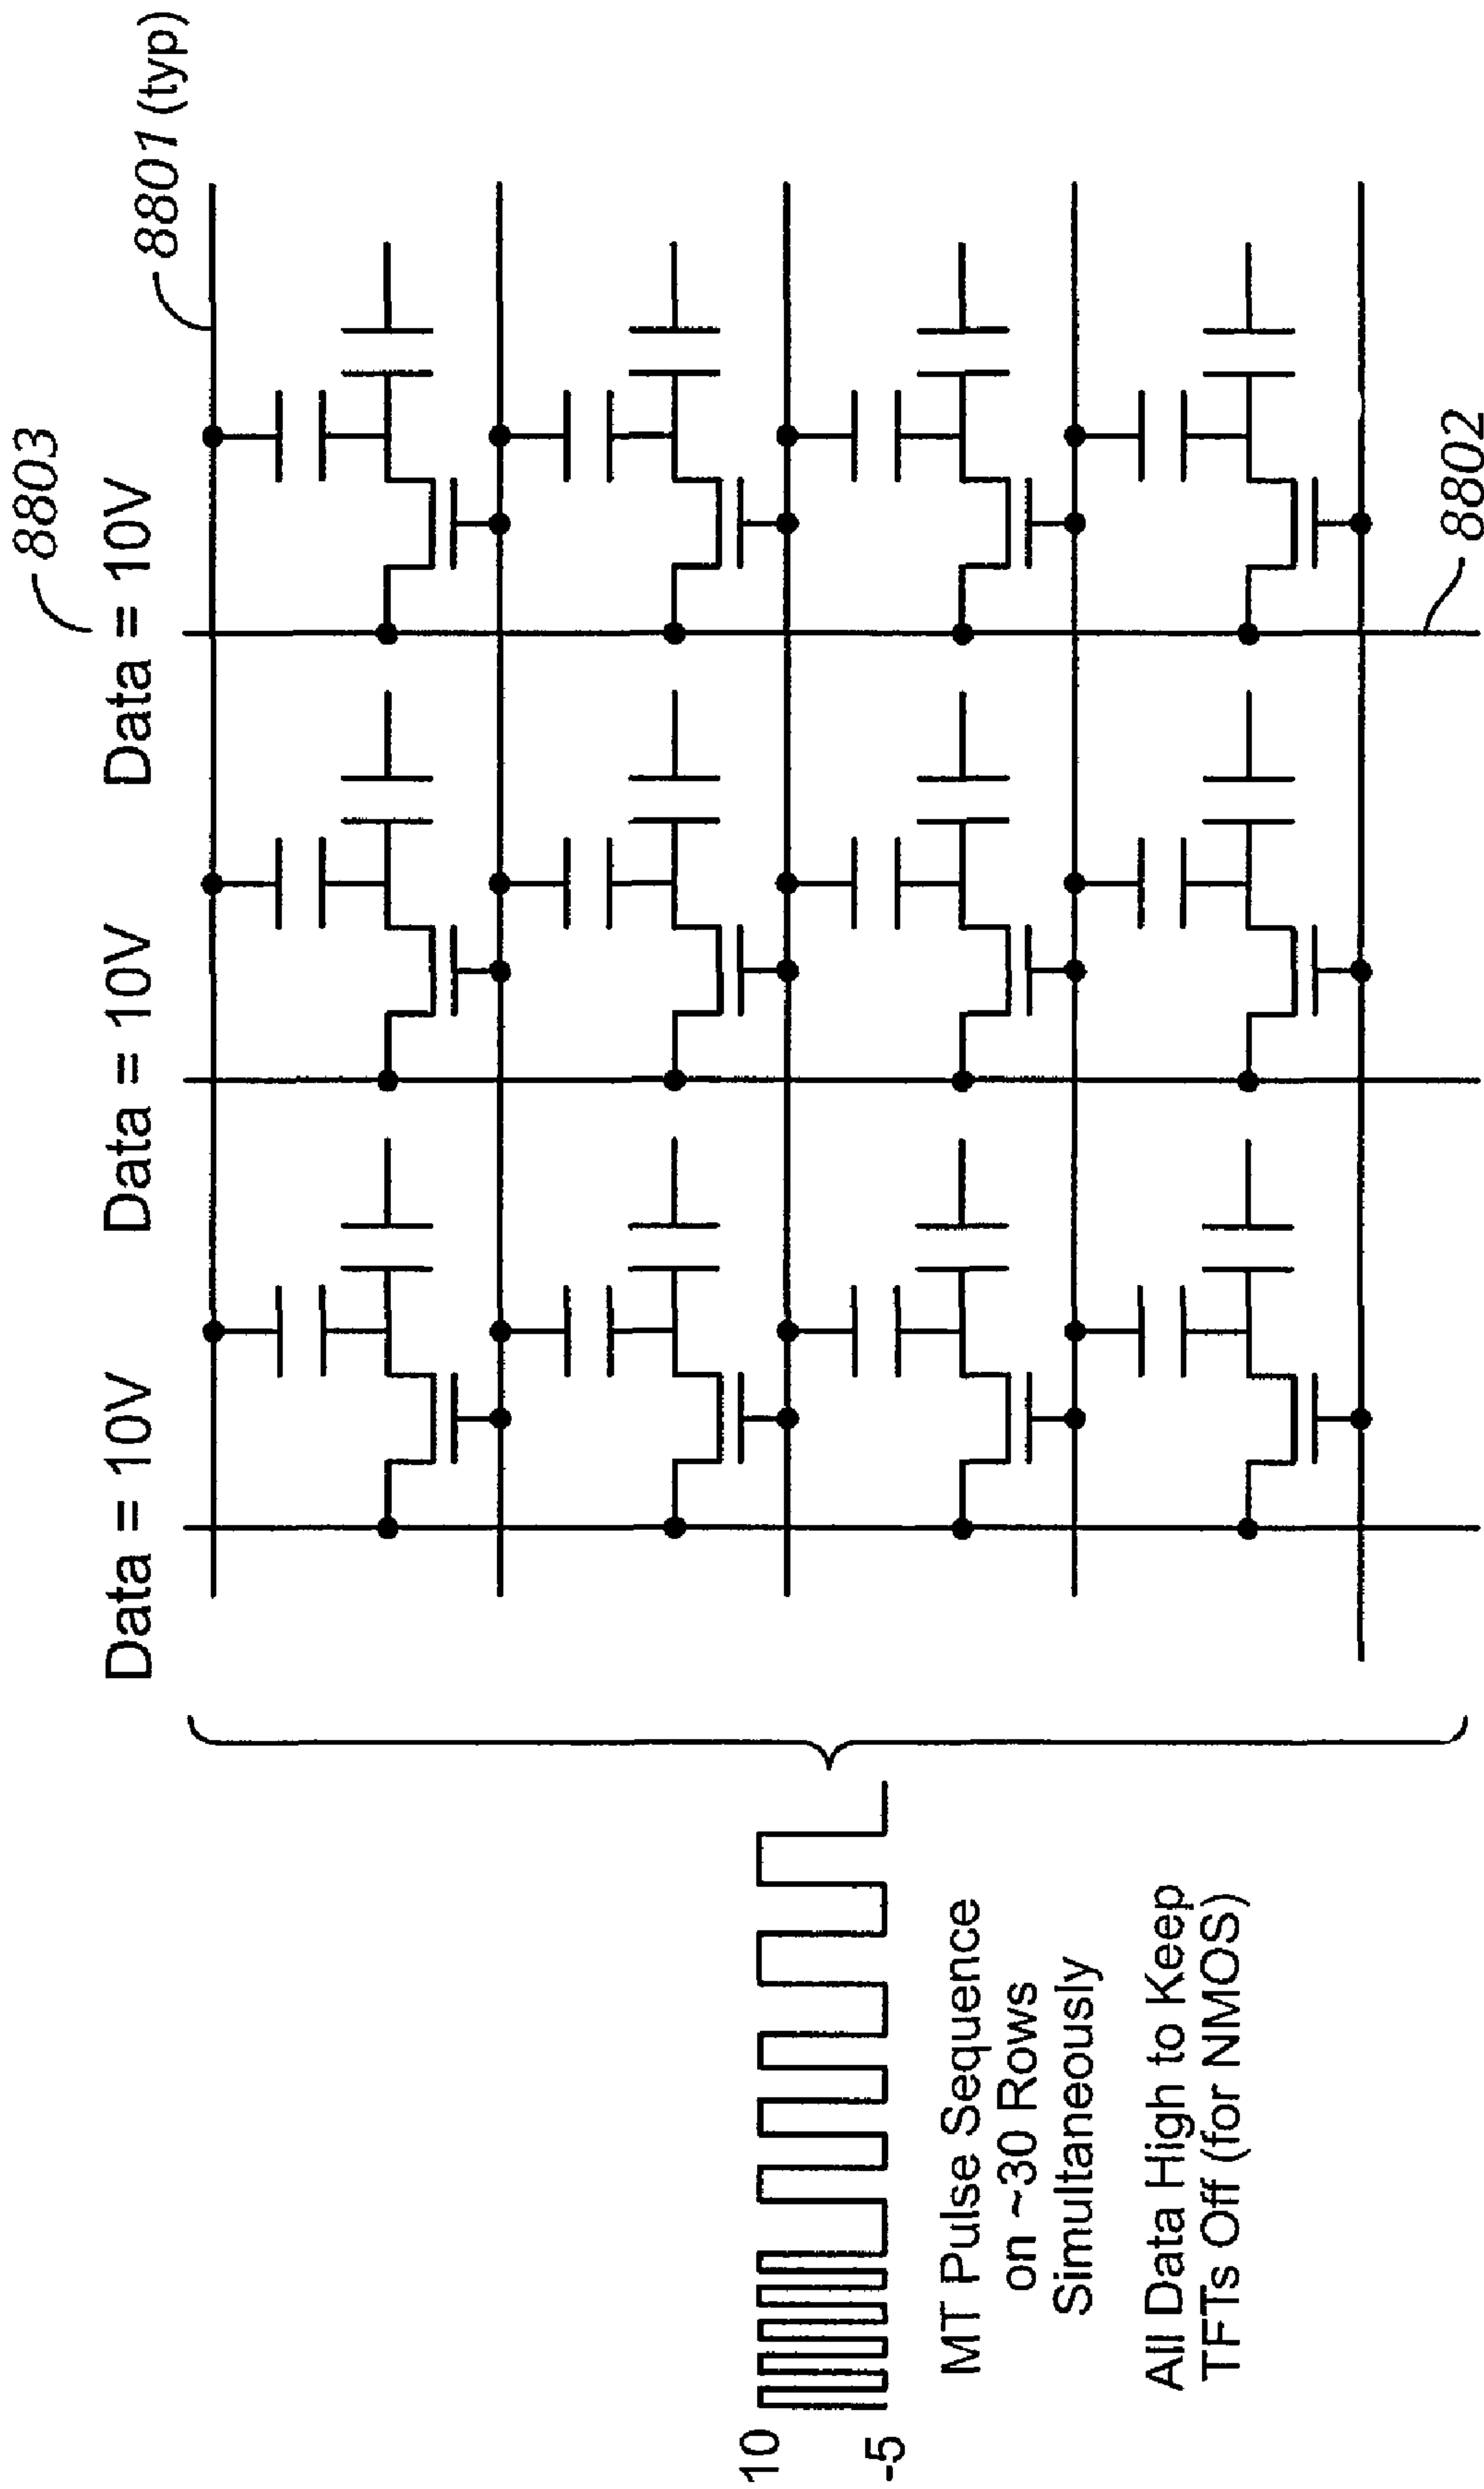 8803
8801 (typ)
Data = 10V
Data = 10V
Data = 10V
10
-5
MT Pulse Sequence
on ~30 Rows
Simultaneously
All Data High to Keep
TFTs Off (for NMOS)
8802